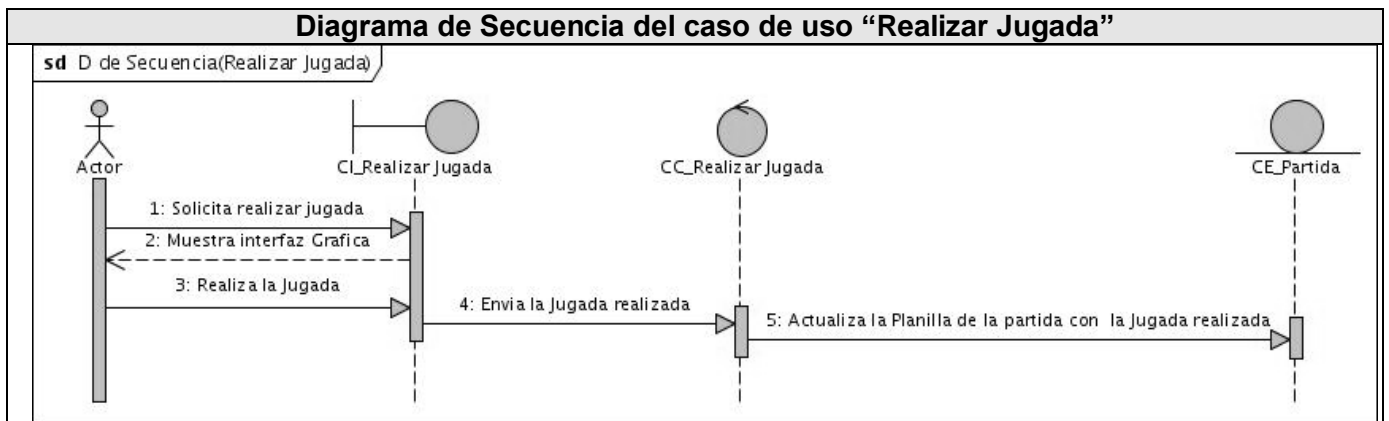 Diagrama de Secuencia del caso de uso “Realizar Jugada”
sd D de Secuencia(Realizar Jugada)
Actor
CI_Realizar Jugada
CC_Realizar Jugada
CE_Partida
1: Solicita realizar jugada
2: Muestra interfaz Grafica
3: Realiza la Jugada
4: Envia la Jugada realizada
5: Actualiza la Planilla de la partida con la Jugada realizada